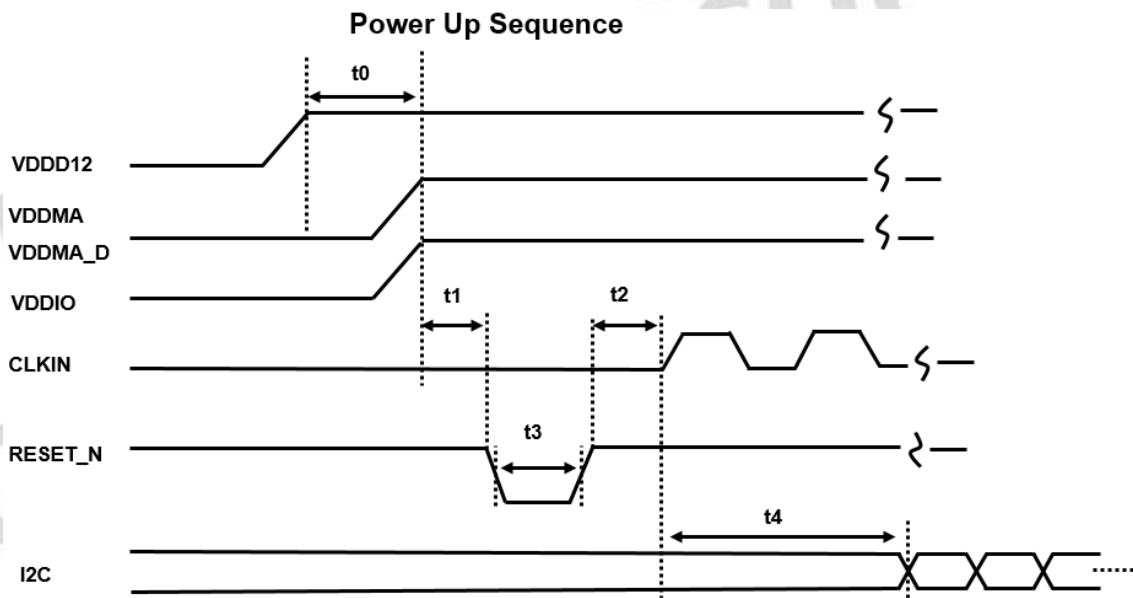 Power Up Sequence
t0
VDDD12
VDDMA
VDDMA_D
VDDIO
t1
t2
CLKIN
t3
RESET_N
t4
I2C